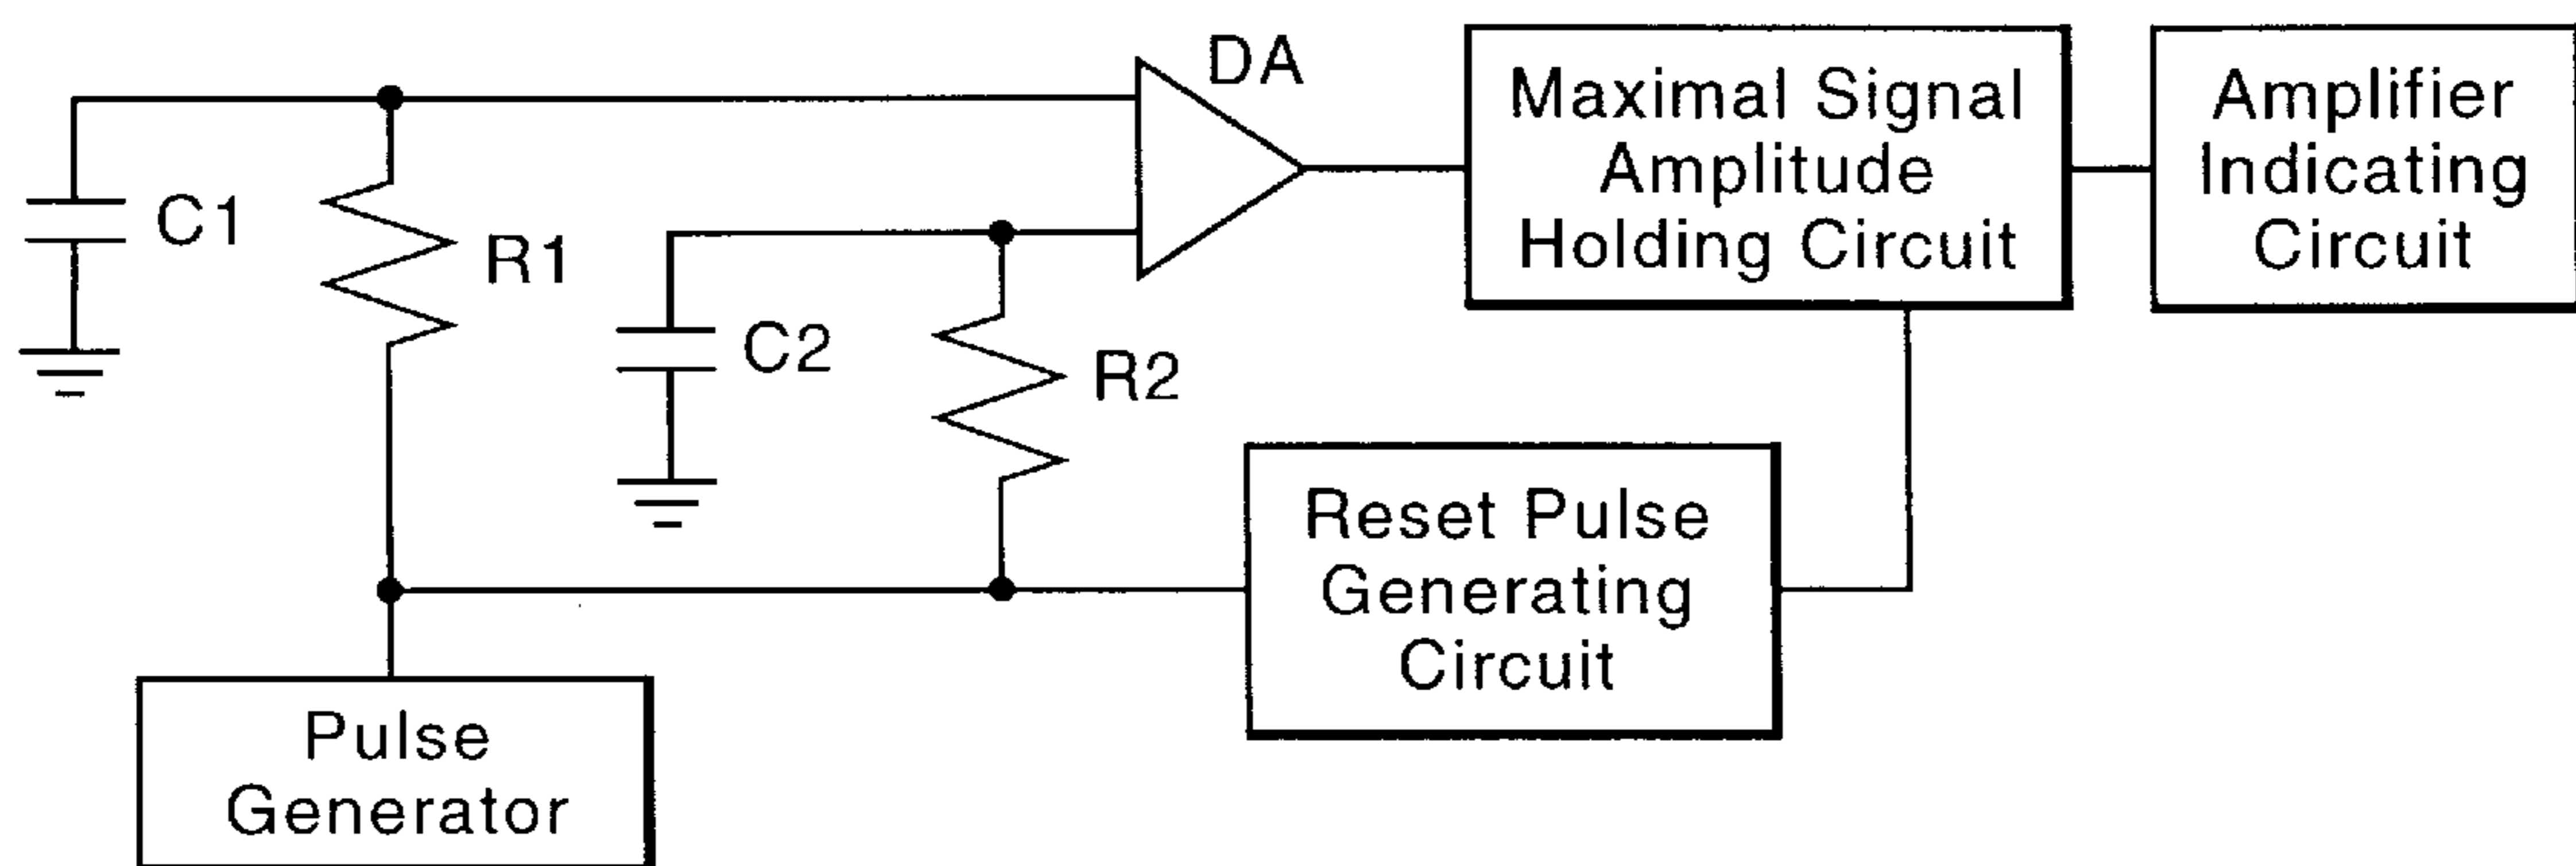 DA
Maximal Signal
Amplitude
Holding Circuit
Amplifier
Indicating
Circuit
C1
R1
C2
R2
Reset Pulse
Generating
Circuit
Pulse
Generator